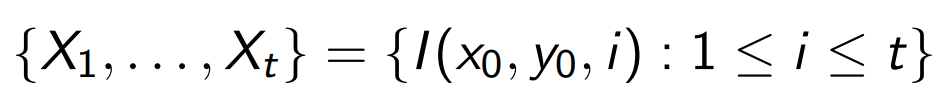 {X₁, . . . , Xₜ} = {I(x₀, y₀, i) : 1 ≤ i ≤ t}